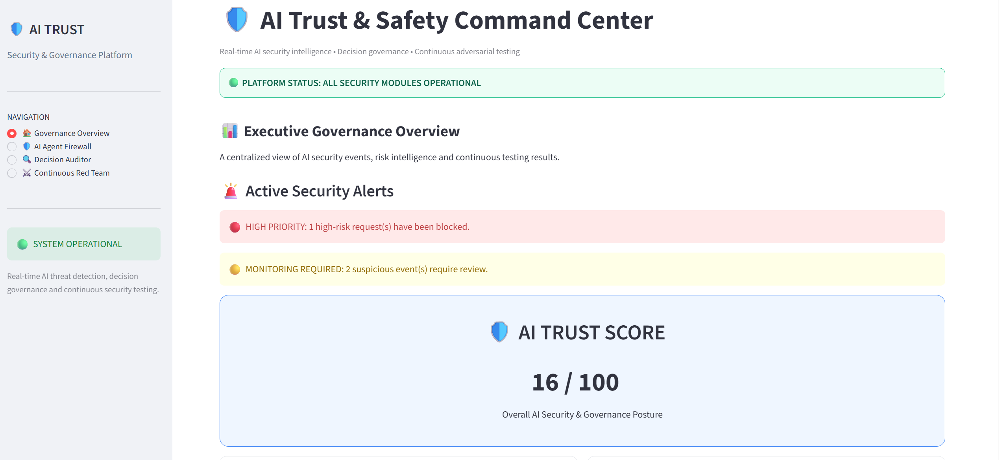 AI TRUST
Security & Governance Platform
NAVIGATION
Governance Overview
AI Agent Firewall
Decision Auditor
Continuous Red Team
SYSTEM OPERATIONAL
Real-time AI threat detection, decision
governance and continuous security testing.
AI Trust & Safety Command Center
Real-time AI security intelligence • Decision governance • Continuous adversarial testing
PLATFORM STATUS: ALL SECURITY MODULES OPERATIONAL
Executive Governance Overview
A centralized view of AI security events, risk intelligence and continuous testing results.
Active Security Alerts
HIGH PRIORITY: 1 high-risk request(s) have been blocked.
MONITORING REQUIRED: 2 suspicious event(s) require review.
AI TRUST SCORE
16 / 100
Overall AI Security & Governance Posture